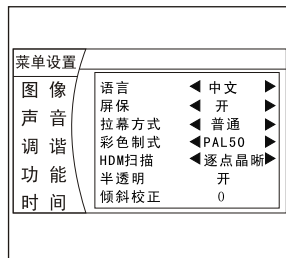 菜单设置
图 像
声 音
调 谐
功 能
时 间
语言 ◀ 中文 ▶
屏保 ◀ 开 ▶
拉幕方式 ◀ 普通 ▶
彩色制式 ◀PAL50 ▶
HDM扫描 ◀逐点晶晰▶
半透明 开
倾斜校正 0